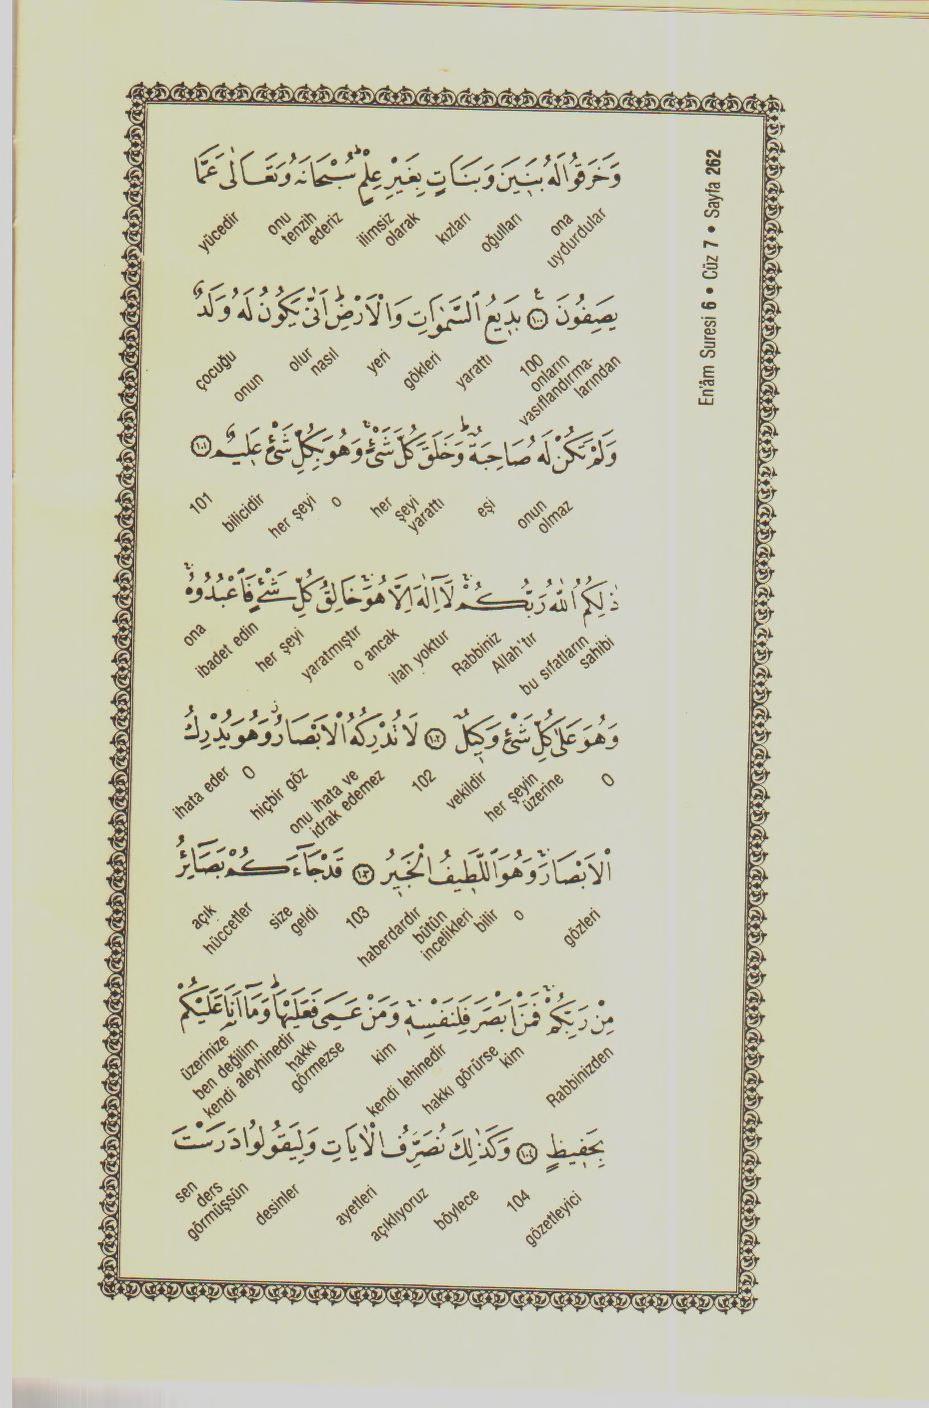 En'âm Suresi 6 • Cüz 7 • Sayfa 262
وَخَرَقُوا لَهُ بَنِينَ وَبَنَاتٍ بِغَيْرِ عِلْمٍ سُبْحَانَهُ وَتَعَالٰى عَمَّا
ona uydurdular oğulları kızları ilimsiz olarak onu tenzih ederiz yücedir
يَصِفُونَ ١٠٠ بَدِيعُ السَّمٰوَاتِ وَالْاَرْضِ اَنّٰى يَكُونُ لَهُ وَلَدٌ
onların vasıflandırma- larından 100 yarattı gökleri yeri nasıl olur onun çocuğu
وَلَمْ تَكُنْ لَهُ صَاحِبَةٌ وَخَلَقَ كُلَّ شَيْءٍ وَهُوَ بِكُلِّ شَيْءٍ عَلِيمٌ ١٠١
onun olmaz eşi her şeyi yarattı o her şeyi bilicidir 101
ذٰلِكُمُ اللّٰهُ رَبُّكُمْ لَٓا اِلٰهَ اِلَّا هُوَ خَالِقُ كُلِّ شَيْءٍ فَاعْبُدُوهُ
bu sıfatların sahibi Allah'tır Rabbiniz ilah yoktur o ancak yaratmıştır her şeyi ibadet edin ona
وَهُوَ عَلٰى كُلِّ شَيْءٍ وَكِيلٌ ١٠٢ لَا تُدْرِكُهُ الْاَبْصَارُ وَهُوَ يُدْرِكُ
O her şeyin üzerine vekildir 102 onu ihata ve idrak edemez hiçbir göz O ihata eder
الْاَبْصَارَ وَهُوَ اللَّطِيفُ الْخَبِيرُ ١٠٣ قَدْ جَٓاءَكُمْ بَصَٓائِرُ
gözleri o bütün incelikleri bilir haberdardır 103 size geldi açık hüccetler
مِنْ رَبِّكُمْ فَمَنْ اَبْصَرَ فَلِنَفْسِهِ وَمَنْ عَمِيَ فَعَلَيْهَا وَمَٓا اَنَا عَلَيْكُمْ
Rabbinizden kim hakkı görürse kendi lehinedir kim hakkı görmezse kendi aleyhinedir ben değilim üzerinize
بِحَفِيظٍ ١٠٤ وَكَذٰلِكَ نُصَرِّفُ الْاٰيَاتِ وَلِيَقُولُوا دَرَسْتَ
gözetleyici 104 böylece açıklıyoruz ayetleri desinler sen ders görmüşsün